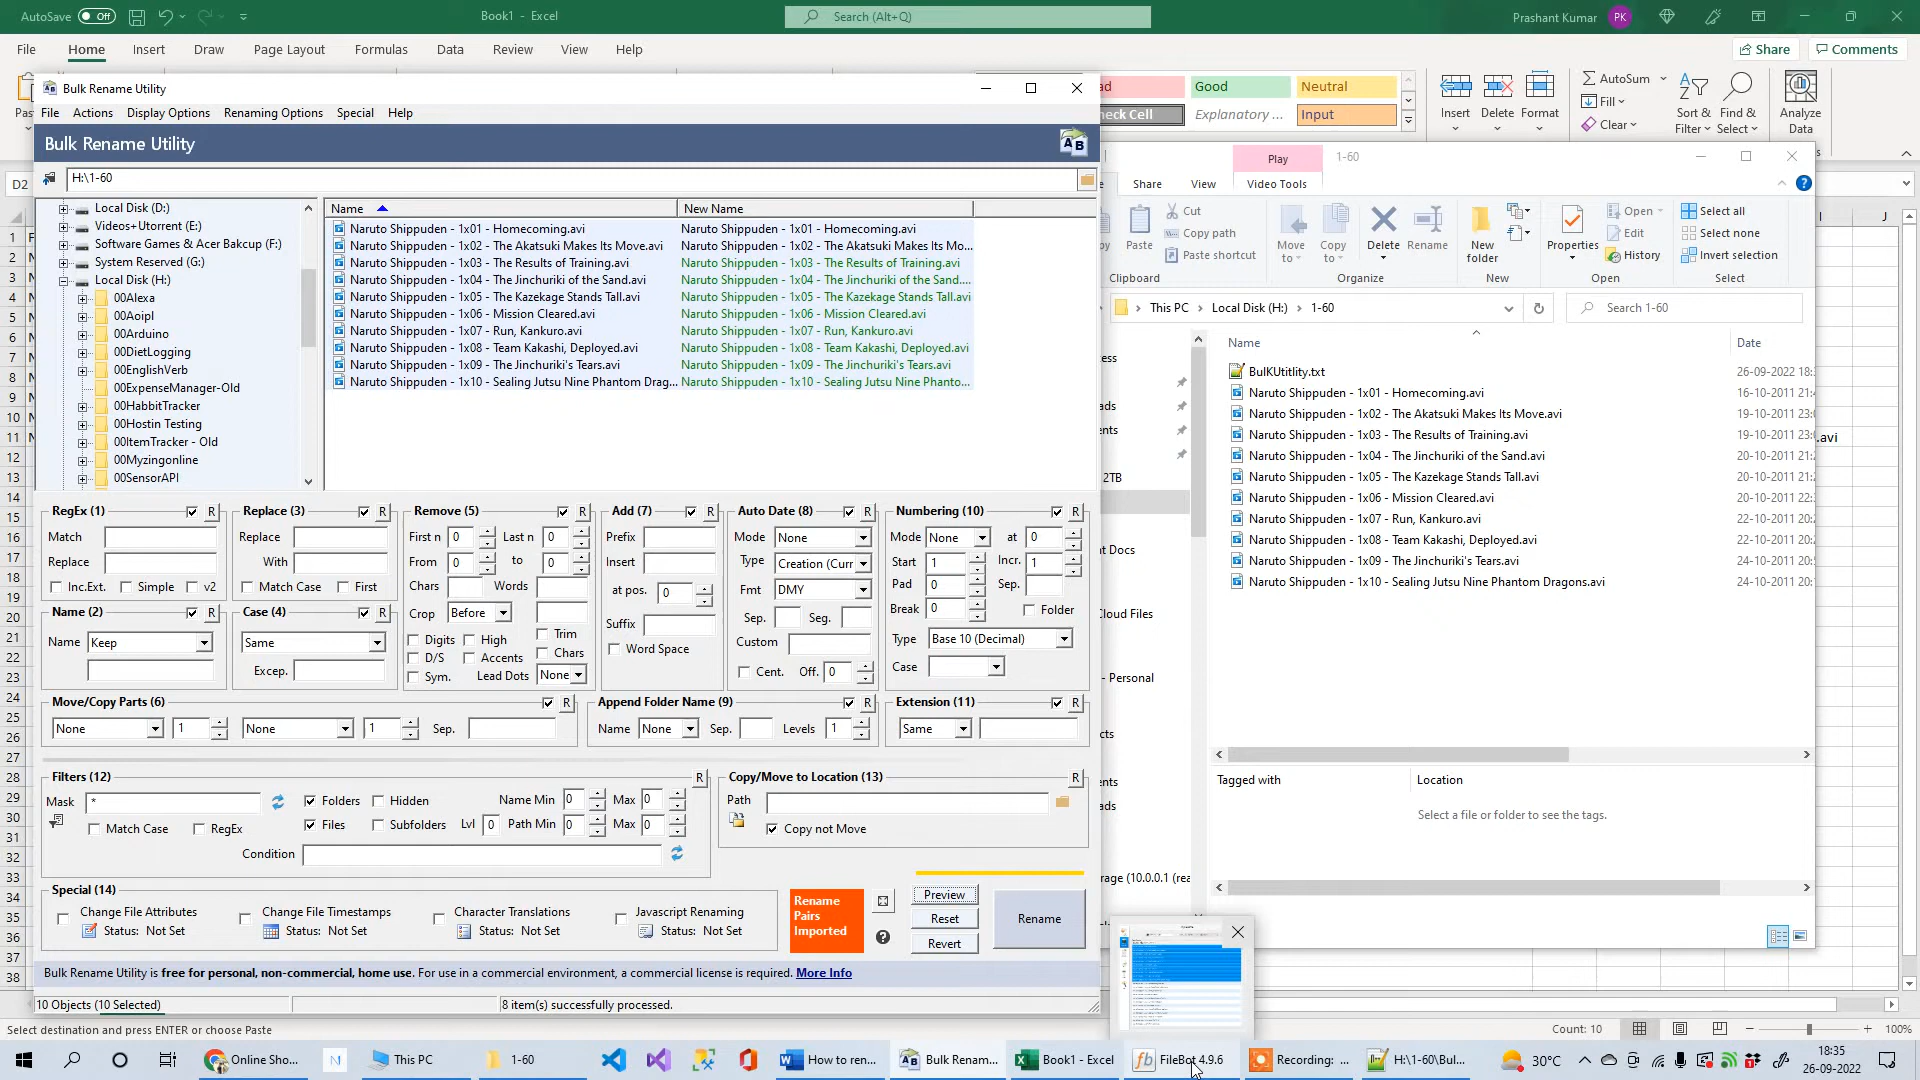 AutoSave Off
Book1 - Excel
Search (Alt+Q)
Prashant Kumar PK
File Home Insert Draw Page Layout Formulas Data Review View Help
Share Comments
Bulk Rename Utility
File Actions Display Options Renaming Options Special Help
Bulk Rename Utility
H:\1-60
Local Disk (D:)
Videos+Utorrent (E:)
Software Games & Acer Bakcup (F:)
System Reserved (G:)
Local Disk (H:)
00Alexa
00Aoipl
00Arduino
00DietLogging
00EnglishVerb
00ExpenseManager-Old
00HabbitTracker
00Hostin Testing
00ItemTracker - Old
00Myzingonline
00SensorAPI
Name New Name
Naruto Shippuden - 1x01 - Homecoming.avi Naruto Shippuden - 1x01 - Homecoming.avi
Naruto Shippuden - 1x02 - The Akatsuki Makes Its Move.avi Naruto Shippuden - 1x02 - The Akatsuki Makes Its Mo...
Naruto Shippuden - 1x03 - The Results of Training.avi Naruto Shippuden - 1x03 - The Results of Training.avi
Naruto Shippuden - 1x04 - The Jinchuriki of the Sand.avi Naruto Shippuden - 1x04 - The Jinchuriki of the Sand....
Naruto Shippuden - 1x05 - The Kazekage Stands Tall.avi Naruto Shippuden - 1x05 - The Kazekage Stands Tall.avi
Naruto Shippuden - 1x06 - Mission Cleared.avi Naruto Shippuden - 1x06 - Mission Cleared.avi
Naruto Shippuden - 1x07 - Run, Kankuro.avi Naruto Shippuden - 1x07 - Run, Kankuro.avi
Naruto Shippuden - 1x08 - Team Kakashi, Deployed.avi Naruto Shippuden - 1x08 - Team Kakashi, Deployed.avi
Naruto Shippuden - 1x09 - The Jinchuriki's Tears.avi Naruto Shippuden - 1x09 - The Jinchuriki's Tears.avi
Naruto Shippuden - 1x10 - Sealing Jutsu Nine Phantom Drag... Naruto Shippuden - 1x10 - Sealing Jutsu Nine Phanto...
RegEx (1) R
Match
Replace
Inc.Ext. Simple v2
Replace (3) R
Replace
With
Match Case First
Remove (5) R
First n 0 Last n 0
From 0 to 0
Chars Words
Crop Before
Digits High Trim
D/S Accents Chars
Sym. Lead Dots None
Add (7) R
Prefix
Insert
at pos. 0
Suffix
Word Space
Auto Date (8) R
Mode None
Type Creation (Curr
Fmt DMY
Sep. Seg.
Custom
Cent. Off. 0
Numbering (10) R
Mode None at 0
Start 1 Incr. 1
Pad 0 Sep.
Break 0 Folder
Type Base 10 (Decimal)
Case
Name (2) R
Name Keep
Case (4) R
Same
Excep.
Move/Copy Parts (6) R
None 1 None 1 Sep.
Append Folder Name (9) R
Name None Sep. Levels 1
Extension (11) R
Same
Filters (12) R
Mask * Folders Hidden Name Min 0 Max 0
Match Case RegEx Files Subfolders Lvl 0 Path Min 0 Max 0
Condition
Copy/Move to Location (13) R
Path
Copy not Move
Special (14)
Change File Attributes Change File Timestamps Character Translations Javascript Renaming
Status: Not Set Status: Not Set Status: Not Set Status: Not Set
Rename
Pairs
Imported
Preview
Reset
Revert
Rename
Bulk Rename Utility is free for personal, non-commercial, home use. For use in a commercial environment, a commercial license is required. More Info
10 Objects (10 Selected) 8 item(s) successfully processed.
Good Neutral
Explanatory ... Input
Insert Delete Format
AutoSum
Fill
Clear
Sort & Filter
Find & Select
Analyze Data
Play 1-60
Share View Video Tools
Paste
Cut
Copy path
Paste shortcut
Clipboard
Move to Copy to Delete Rename
Organize
New folder
New
Properties
Open
Edit
History
Open
Select all
Select none
Invert selection
Select
This PC Local Disk (H:) 1-60
Search 1-60
Name Date
BulKUtitlity.txt
Naruto Shippuden - 1x01 - Homecoming.avi
Naruto Shippuden - 1x02 - The Akatsuki Makes Its Move.avi
Naruto Shippuden - 1x03 - The Results of Training.avi
Naruto Shippuden - 1x04 - The Jinchuriki of the Sand.avi
Naruto Shippuden - 1x05 - The Kazekage Stands Tall.avi
Naruto Shippuden - 1x06 - Mission Cleared.avi
Naruto Shippuden - 1x07 - Run, Kankuro.avi
Naruto Shippuden - 1x08 - Team Kakashi, Deployed.avi
Naruto Shippuden - 1x09 - The Jinchuriki's Tears.avi
Naruto Shippuden - 1x10 - Sealing Jutsu Nine Phantom Dragons.avi
Tagged with Location
Select a file or folder to see the tags.
Select destination and press ENTER or choose Paste
Count: 10
100%
Online Sho... This PC 1-60 How to ren... Bulk Renam... Book1 - Excel FileBot 4.9.6 Recording: ... H:\1-60\Bul...
30°C
18:35
26-09-2022